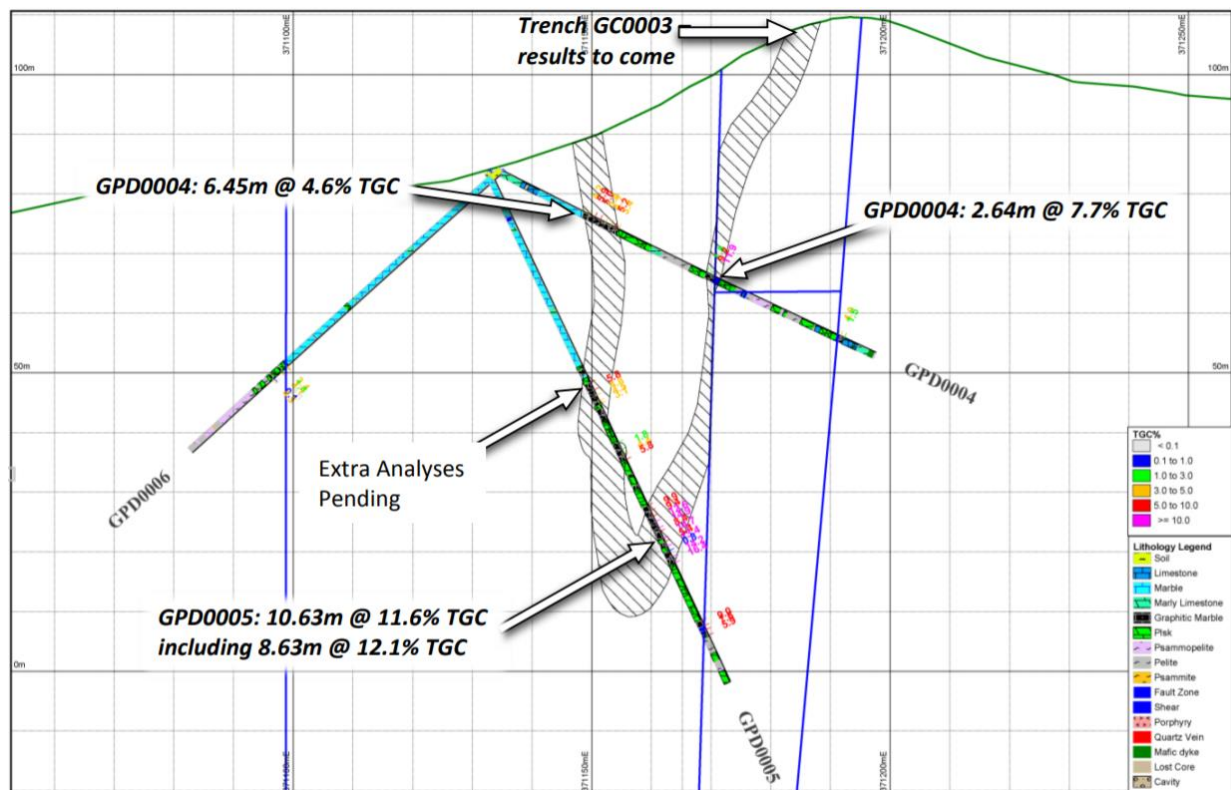 Trench GC0003
results to come
371100mE
371200mE
371250mE
100m
100m
GPD0004: 6.45m @ 4.6% TGC
GPD0004: 2.64m @ 7.7% TGC
50m
50m
GPD0004
Extra Analyses
Pending
GPD0006
GPD0005: 10.63m @ 11.6% TGC
including 8.63m @ 12.1% TGC
0m
0m
GPD0005
371100mE
371150mE
371200mE
TGC%
< 0.1
0.1 to 1.0
1.0 to 3.0
3.0 to 5.0
5.0 to 10.0
>= 10.0
Lithology Legend
Soil
Limestone
Marble
Marly Limestone
Graphitic Marble
Ptsk
Psammopelite
Pelite
Psammite
Fault Zone
Shear
Porphyry
Quartz Vein
Mafic dyke
Lost Core
Cavity